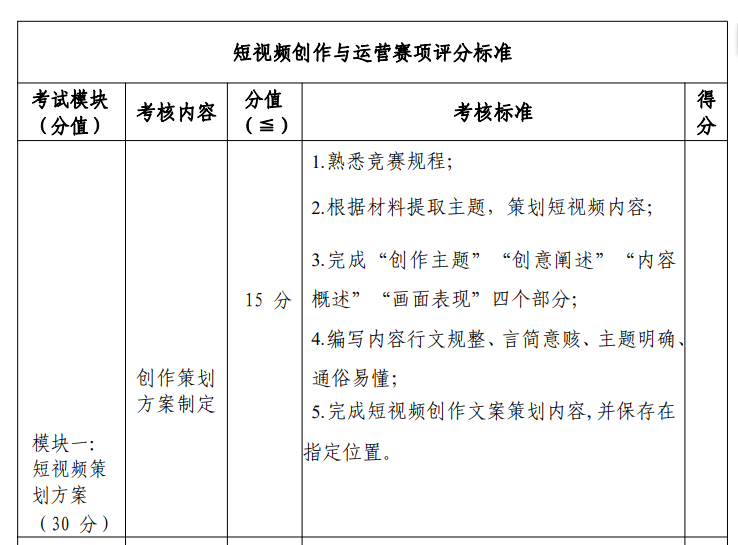 短视频创作与运营赛项评分标准
考试模块
（分值）
考核内容
分值
（≦）
考核标准
得
分
模块一：
短视频策
划方案
（30 分）
创作策划
方案制定
15 分
1.熟悉竞赛规程；
2.根据材料提取主题，策划短视频内容；
3.完成“创作主题”“创意阐述”“内容
概述”“画面表现”四个部分；
4.编写内容行文规整、言简意赅、主题明确、
通俗易懂；
5.完成短视频创作文案策划内容,并保存在
指定位置。